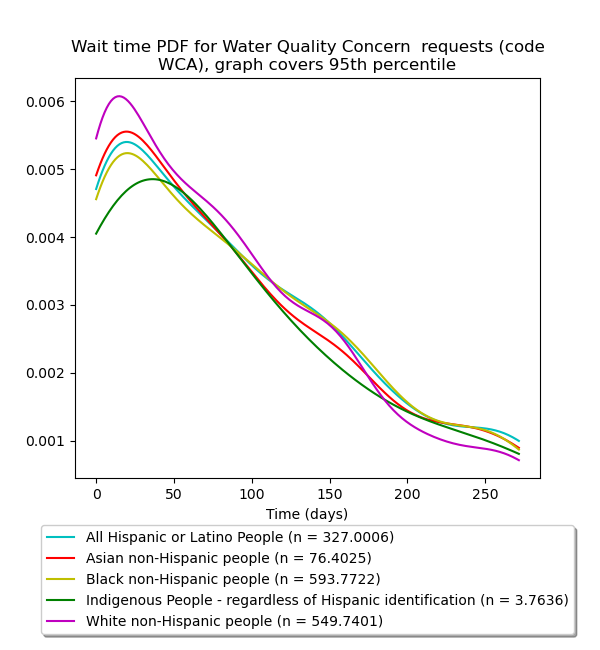 Wait time PDF for Water Quality Concern  requests (code
WCA), graph covers 95th percentile
0.006
0.005
0.004
0.003
0.002
0.001
0 50 100 150 200 250
Time (days)
All Hispanic or Latino People (n = 327.0006)
Asian non-Hispanic people (n = 76.4025)
Black non-Hispanic people (n = 593.7722)
Indigenous People - regardless of Hispanic identification (n = 3.7636)
White non-Hispanic people (n = 549.7401)